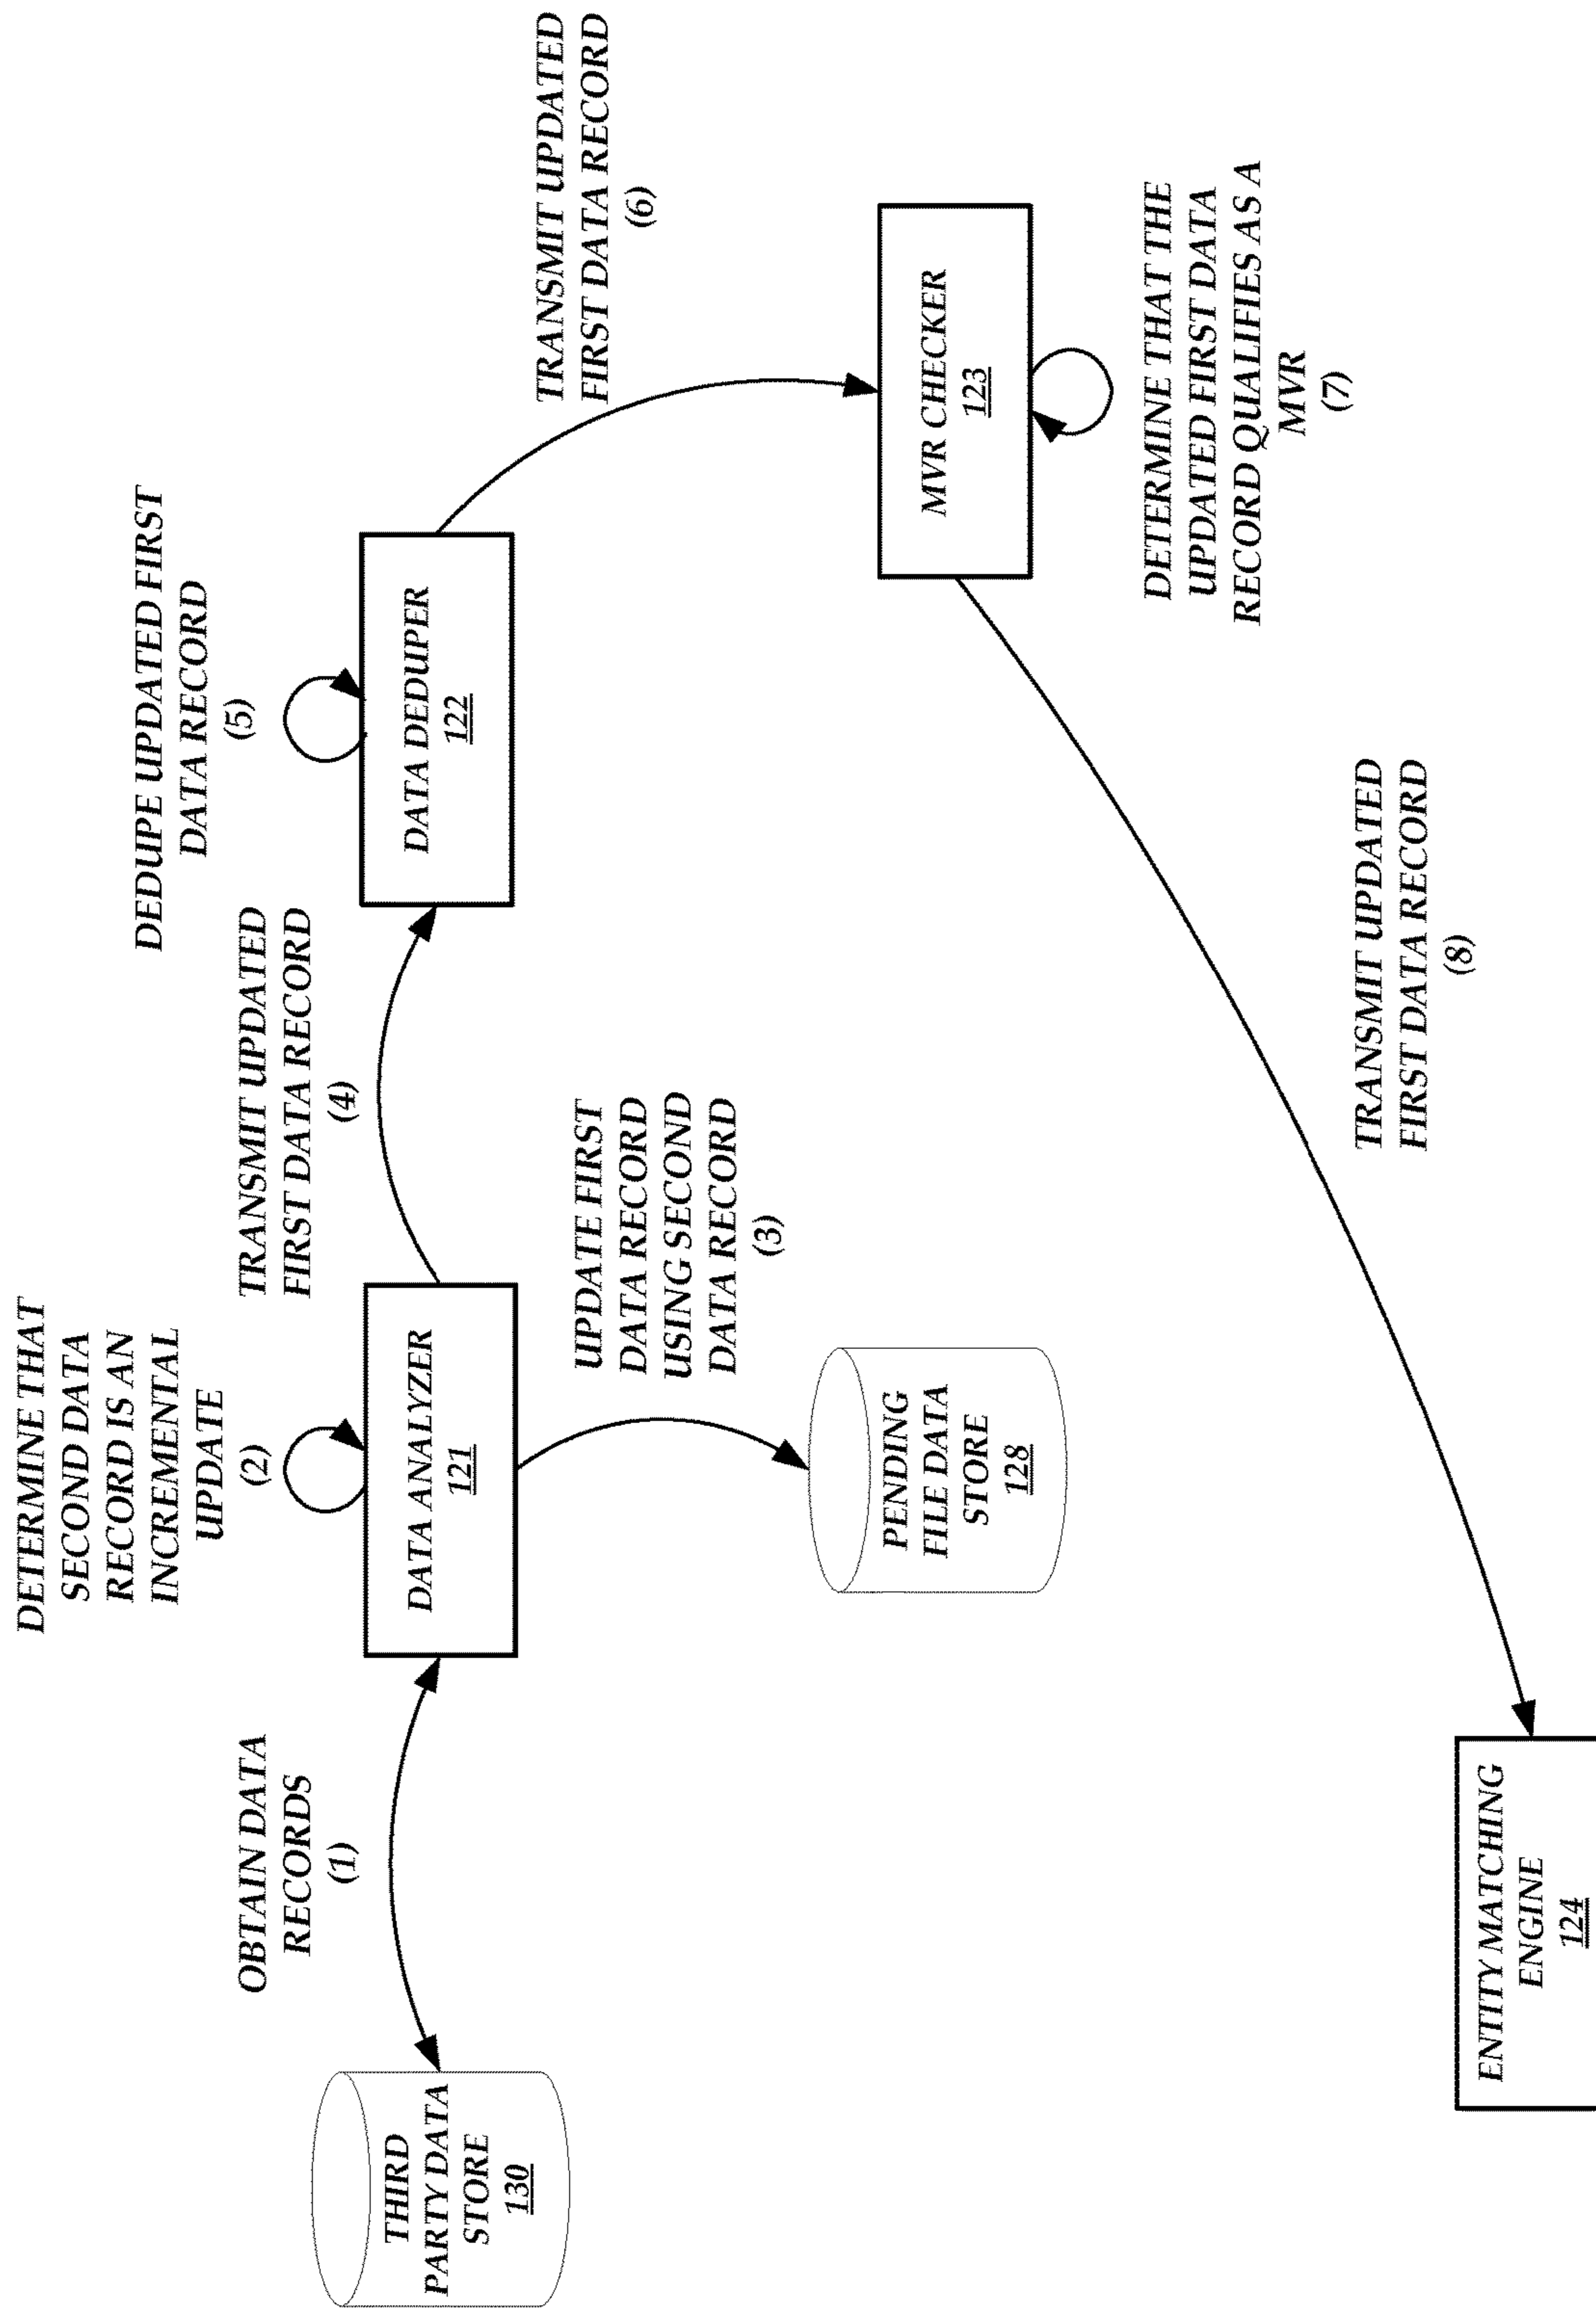 THIRD
PARTY DATA
STORE
130
OBTAIN DATA
RECORDS
(1)
DETERMINE THAT
SECOND DATA
RECORD IS AN
INCREMENTAL
UPDATE
(2)
DATA ANALYZER
121
UPDATE FIRST
DATA RECORD
USING SECOND
DATA RECORD
(3)
PENDING
FILE DATA
STORE
128
TRANSMIT UPDATED
FIRST DATA RECORD
(4)
DEDUPE UPDATED FIRST
DATA RECORD
(5)
DATA DEDUPER
122
TRANSMIT UPDATED
FIRST DATA RECORD
(6)
MVR CHECKER
123
DETERMINE THAT THE
UPDATED FIRST DATA
RECORD QUALIFIES AS A
MVR
(7)
TRANSMIT UPDATED
FIRST DATA RECORD
(8)
ENTITY MATCHING
ENGINE
124